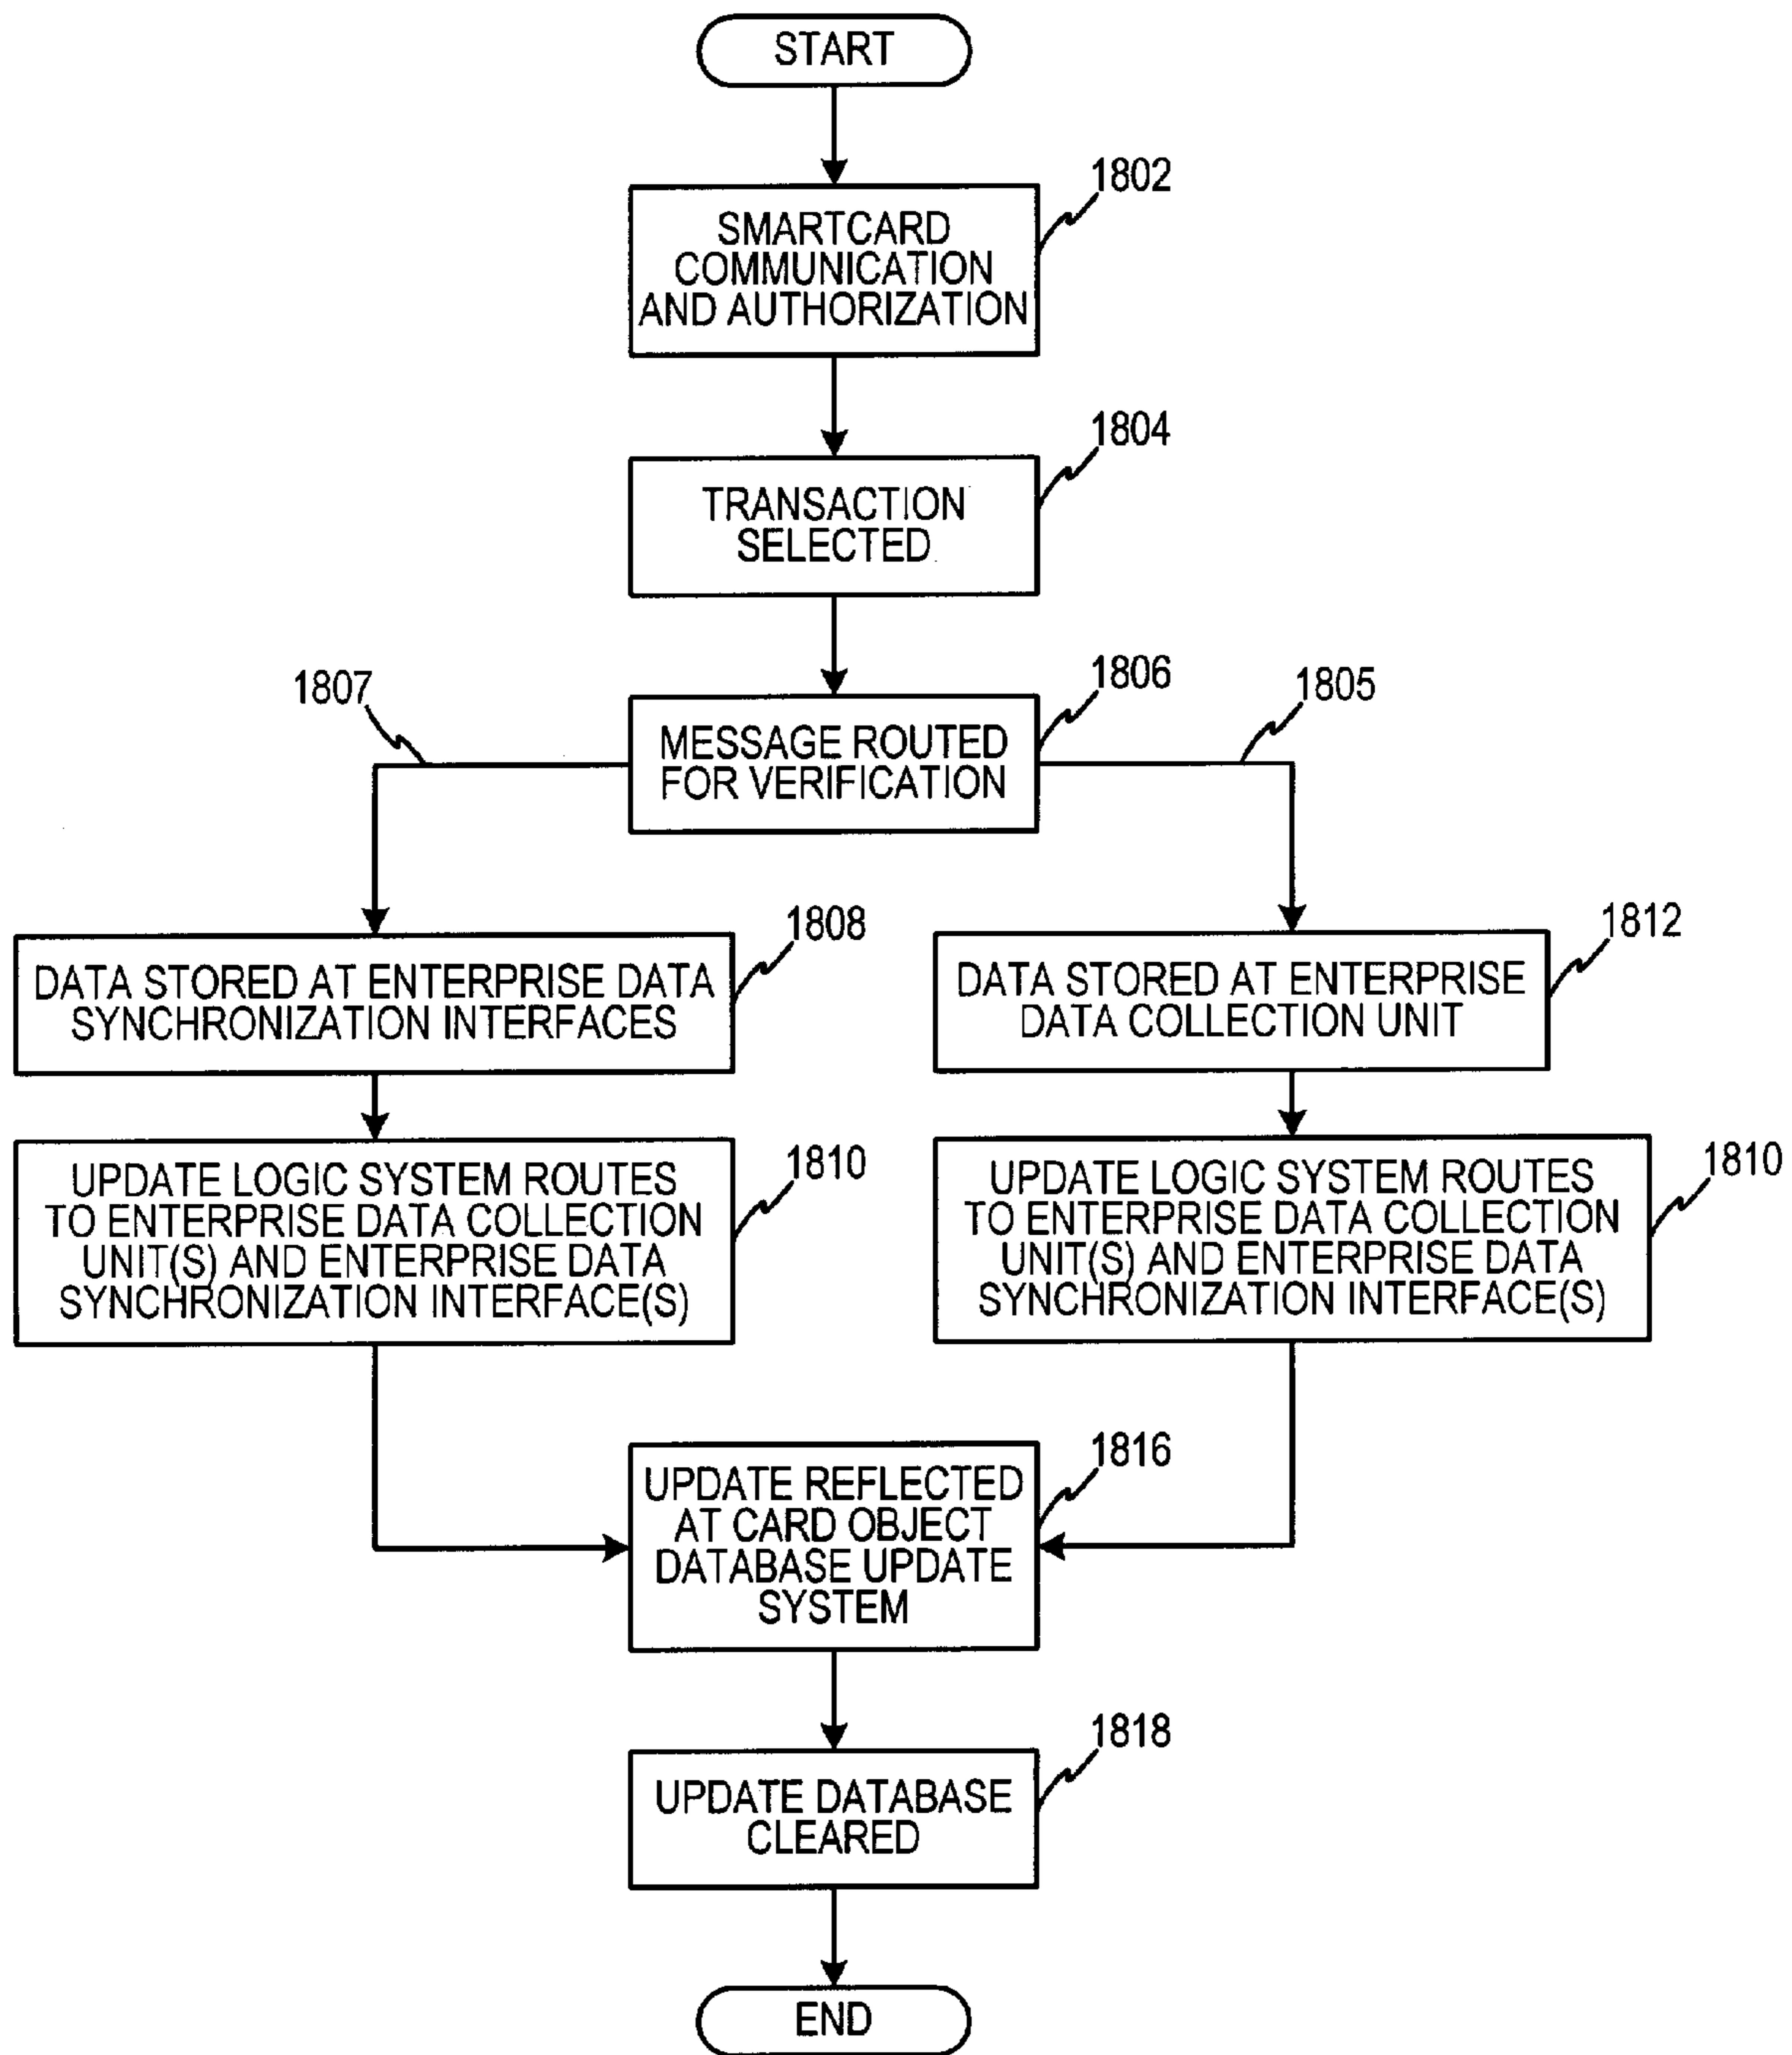 START
1802
SMARTCARD
COMMUNICATION
AND AUTHORIZATION
1804
TRANSACTION
SELECTED
1807
1806
1805
MESSAGE ROUTED
FOR VERIFICATION
1808
DATA STORED AT ENTERPRISE DATA
SYNCHRONIZATION INTERFACES
1812
DATA STORED AT ENTERPRISE
DATA COLLECTION UNIT
1810
UPDATE LOGIC SYSTEM ROUTES
TO ENTERPRISE DATA COLLECTION
UNIT(S) AND ENTERPRISE DATA
SYNCHRONIZATION INTERFACE(S)
1810
UPDATE LOGIC SYSTEM ROUTES
TO ENTERPRISE DATA COLLECTION
UNIT(S) AND ENTERPRISE DATA
SYNCHRONIZATION INTERFACE(S)
1816
UPDATE REFLECTED
AT CARD OBJECT
DATABASE UPDATE
SYSTEM
1818
UPDATE DATABASE
CLEARED
END